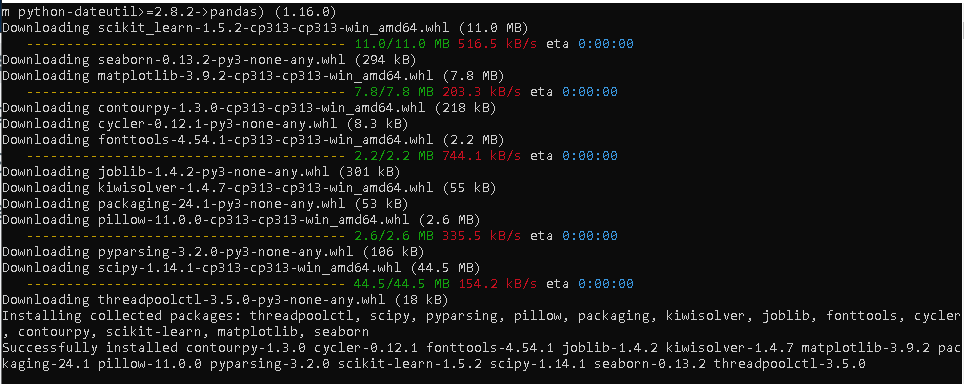 m python-dateutil>=2.8.2->pandas) (1.16.0)
Downloading scikit_learn-1.5.2-cp313-cp313-win_amd64.whl (11.0 MB)
---------------------------------------- 11.0/11.0 MB 516.5 kB/s eta 0:00:00
Downloading seaborn-0.13.2-py3-none-any.whl (294 kB)
Downloading matplotlib-3.9.2-cp313-cp313-win_amd64.whl (7.8 MB)
---------------------------------------- 7.8/7.8 MB 203.3 kB/s eta 0:00:00
Downloading contourpy-1.3.0-cp313-cp313-win_amd64.whl (218 kB)
Downloading cycler-0.12.1-py3-none-any.whl (8.3 kB)
Downloading fonttools-4.54.1-cp313-cp313-win_amd64.whl (2.2 MB)
---------------------------------------- 2.2/2.2 MB 744.1 kB/s eta 0:00:00
Downloading joblib-1.4.2-py3-none-any.whl (301 kB)
Downloading kiwisolver-1.4.7-cp313-cp313-win_amd64.whl (55 kB)
Downloading packaging-24.1-py3-none-any.whl (53 kB)
Downloading pillow-11.0.0-cp313-cp313-win_amd64.whl (2.6 MB)
---------------------------------------- 2.6/2.6 MB 335.5 kB/s eta 0:00:00
Downloading pyparsing-3.2.0-py3-none-any.whl (106 kB)
Downloading scipy-1.14.1-cp313-cp313-win_amd64.whl (44.5 MB)
---------------------------------------- 44.5/44.5 MB 154.2 kB/s eta 0:00:00
Downloading threadpoolctl-3.5.0-py3-none-any.whl (18 kB)
Installing collected packages: threadpoolctl, scipy, pyparsing, pillow, packaging, kiwisolver, joblib, fonttools, cycler
, contourpy, scikit-learn, matplotlib, seaborn
Successfully installed contourpy-1.3.0 cycler-0.12.1 fonttools-4.54.1 joblib-1.4.2 kiwisolver-1.4.7 matplotlib-3.9.2 pac
kaging-24.1 pillow-11.0.0 pyparsing-3.2.0 scikit-learn-1.5.2 scipy-1.14.1 seaborn-0.13.2 threadpoolctl-3.5.0